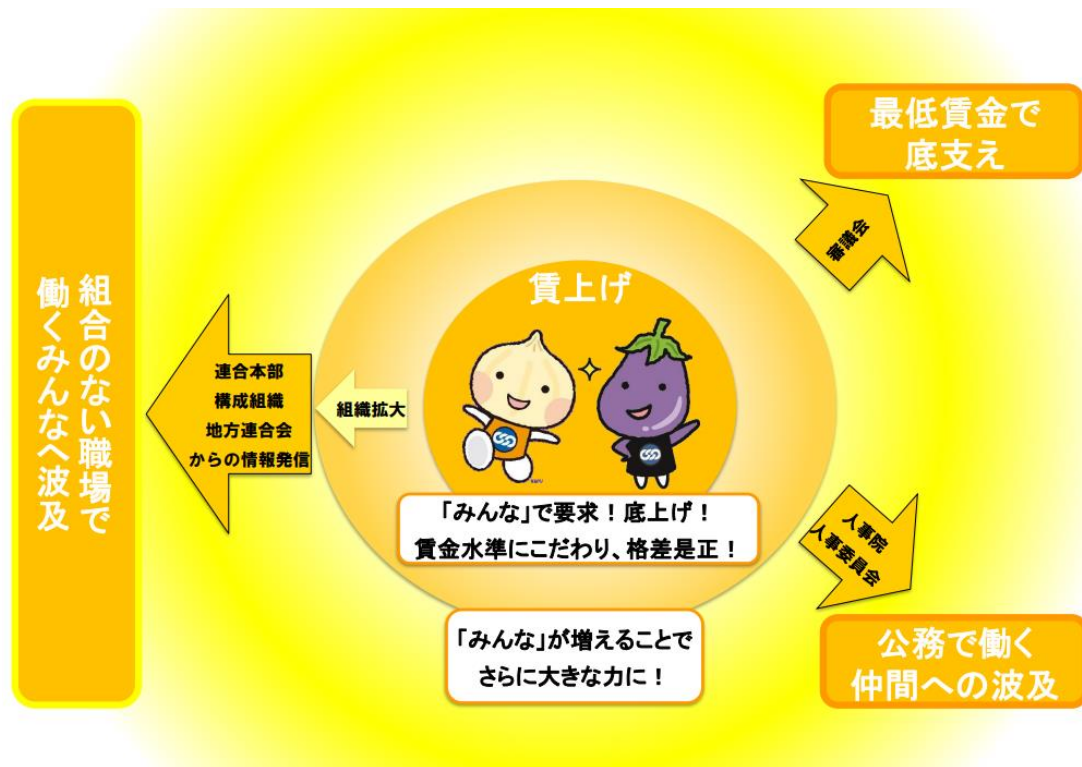 組合のない職場で
働くみんなへ波及
連合本部
構成組織
地方連合会
からの情報発信
組織拡大
賃上げ
「みんな」で要求！底上げ！
賃金水準にこだわり、格差是正！
「みんな」が増えることで
さらに大きな力に！
最低賃金で
底支え
審議会
人事院
人事委員会
公務で働く
仲間への波及